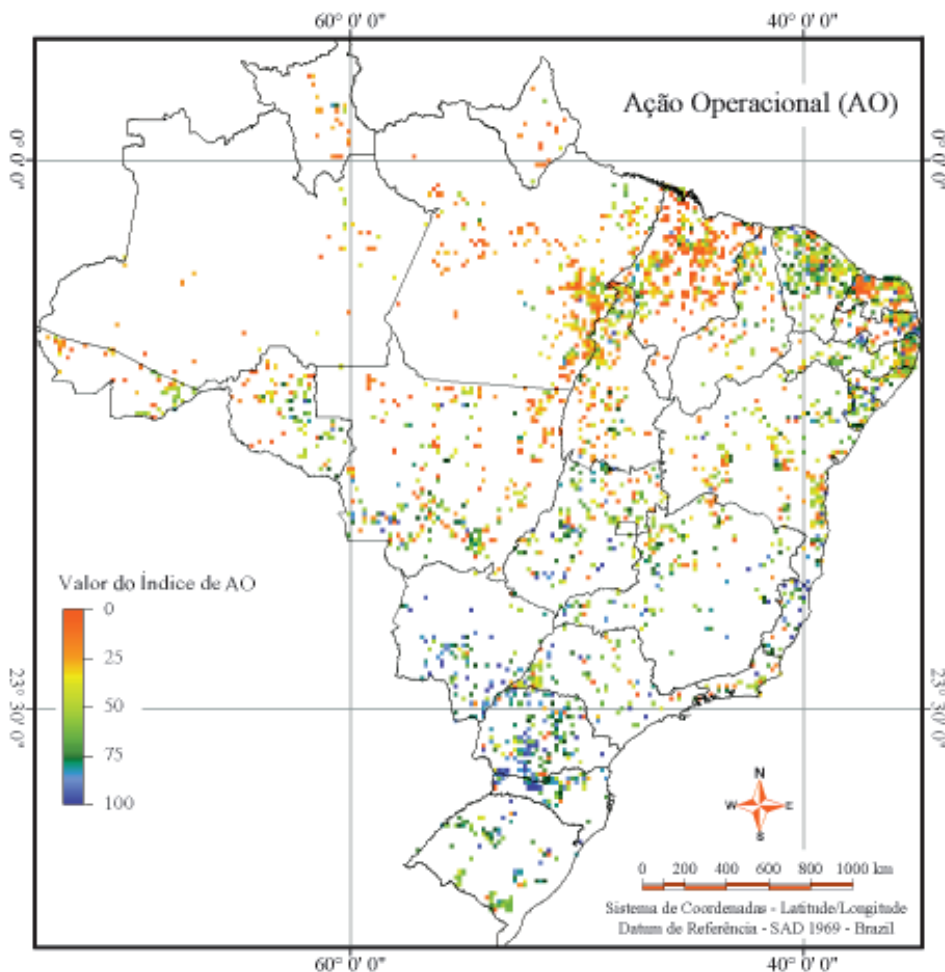 60° 0' 0"
40° 0' 0"
Ação Operacional (AO)
0° 0' 0"
0° 0' 0"
Valor do Índice de AO
0
25
50
75
100
23° 30' 0"
23° 30' 0"
N
W
E
S
0 200 400 600 800 1000 km
Sistema de Coordenadas - Latitude/Longitude
Datum de Referência - SAD 1969 - Brazil
60° 0' 0"
40° 0' 0"